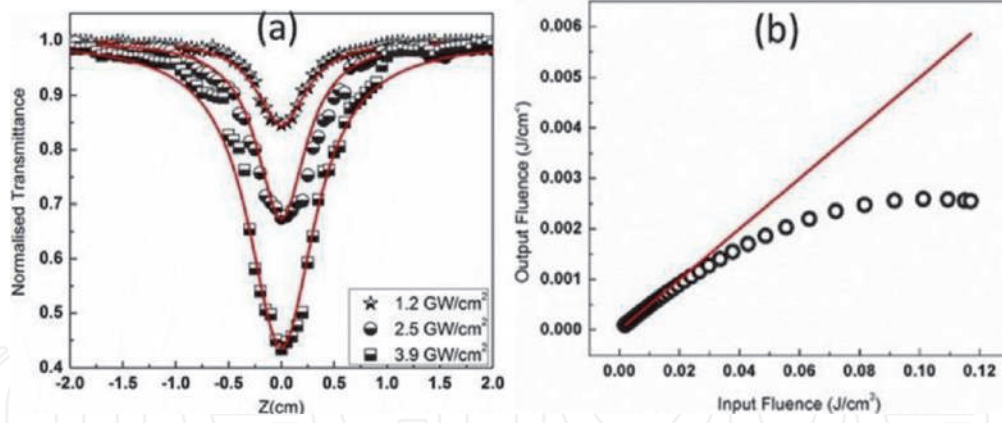 (a)
Normalised Transmittance
1.0
0.9
0.8
0.7
0.6
0.5
0.4
-2.0 -1.5 -1.0 -0.5 0.0 0.5 1.0 1.5 2.0
Z(cm)
1.2 GW/cm²
2.5 GW/cm²
3.9 GW/cm²
(b)
Output Fluence (J/cm²)
0.006
0.005
0.004
0.003
0.002
0.001
0.000
0.00 0.02 0.04 0.06 0.08 0.10 0.12
Input Fluence (J/cm²)